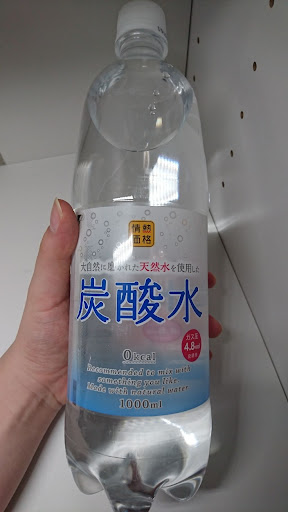 情熱
価格
大自然に埋もれた天然水を使用した
炭酸水
ガス圧
4.8
0kcal
Recommended to mix with
something you like.
Made with natural water.
1000ml